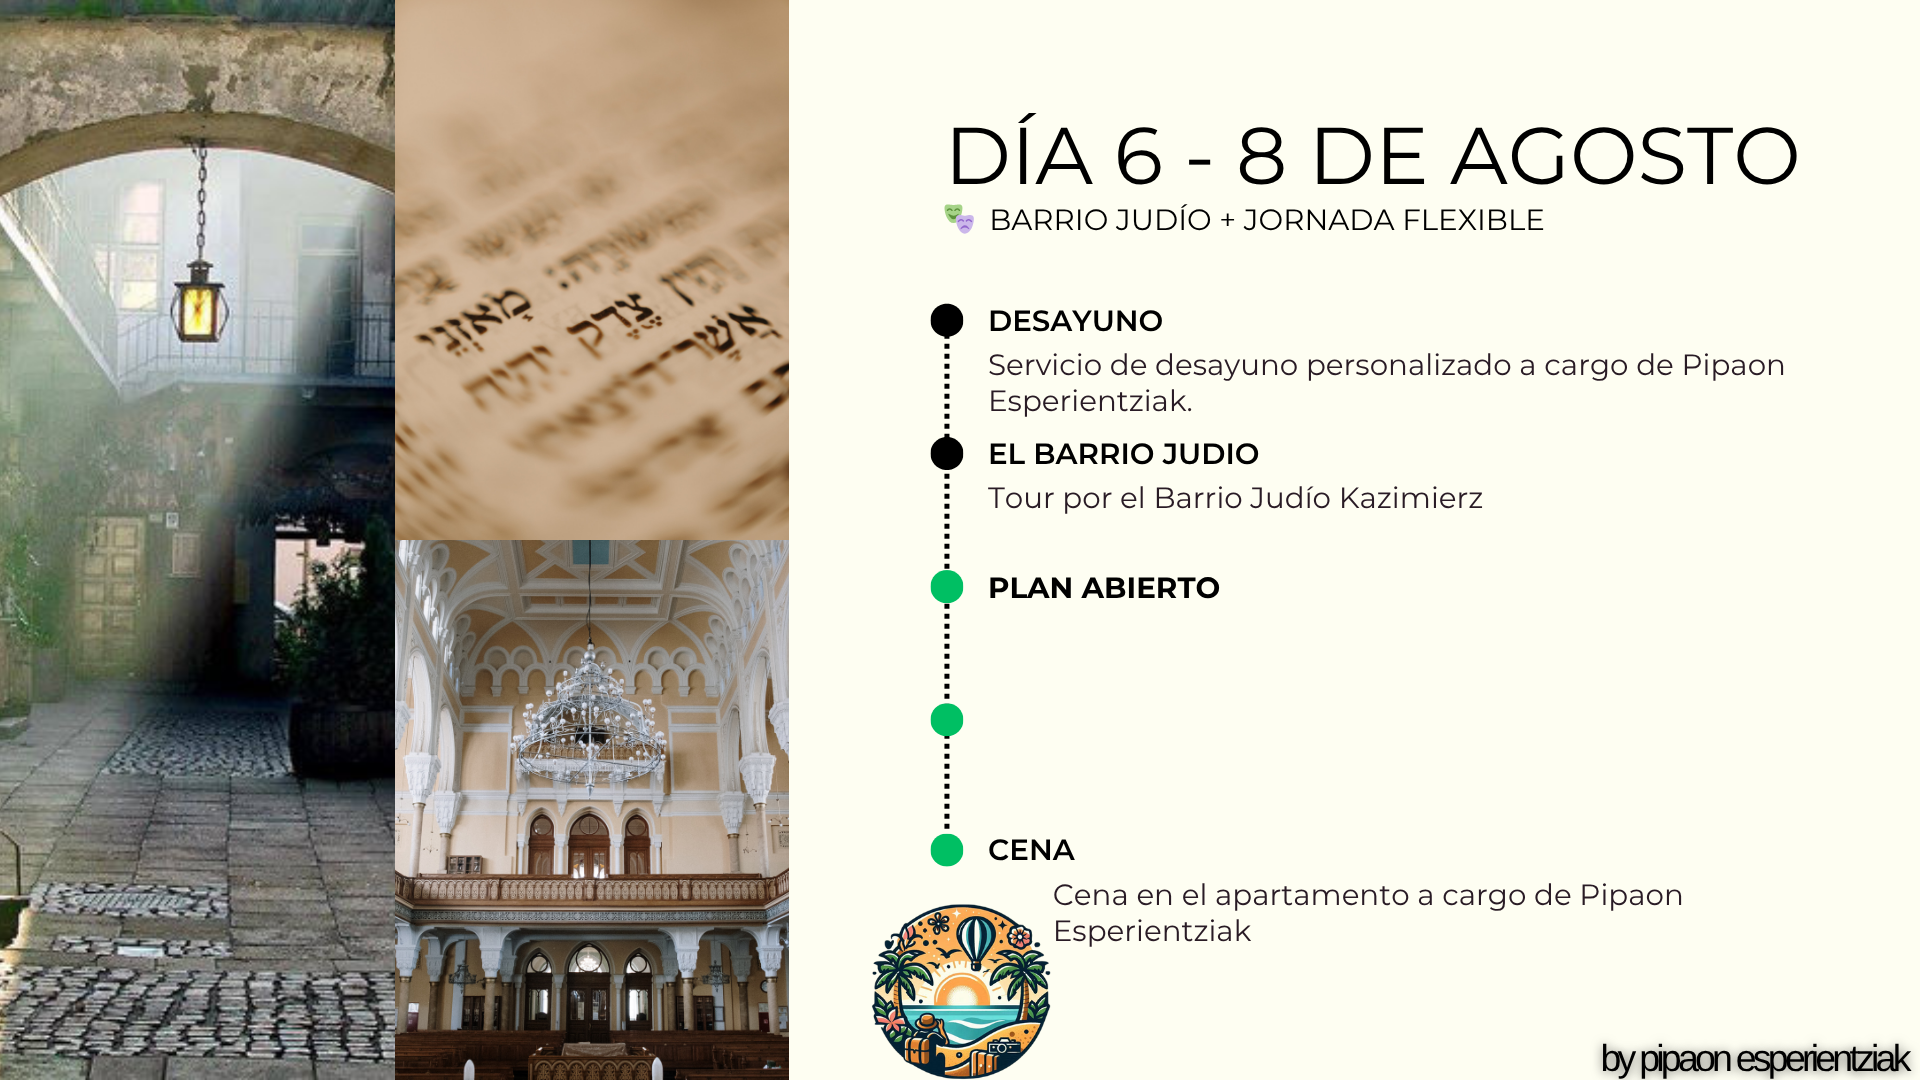 DÍA 6 - 8 DE AGOSTO
BARRIO JUDÍO + JORNADA FLEXIBLE
DESAYUNO
Servicio de desayuno personalizado a cargo de Pipaon
Esperientziak.
EL BARRIO JUDIO
Tour por el Barrio Judío Kazimierz
PLAN ABIERTO
CENA
Cena en el apartamento a cargo de Pipaon
Esperientziak
by pipaon esperientziak
מֹאזְנֵי
צֶדֶק